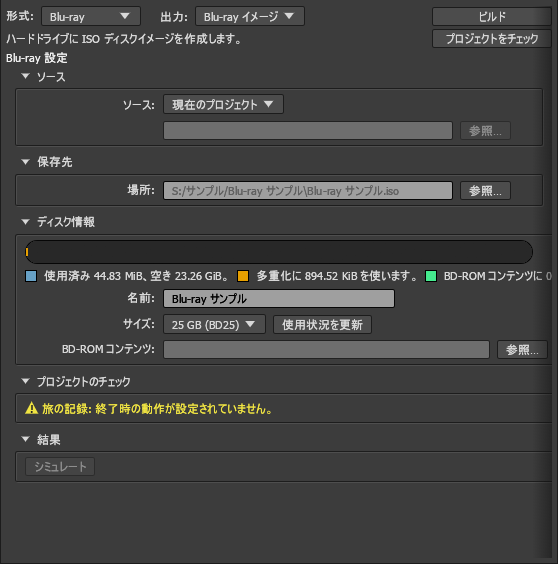 形式: Blu-ray 出力: Blu-ray イメージ ビルド
ハードドライブに ISO ディスクイメージを作成します。 プロジェクトをチェック
Blu-ray 設定
ソース
ソース: 現在のプロジェクト
参照...
保存先
場所: S:/サンプル/Blu-ray サンプル\Blu-ray サンプル.iso 参照...
ディスク情報
使用済み 44.83 MiB、空き 23.26 GiB。 多重化に 894.52 KiB を使います。 BD-ROM コンテンツに 0
名前: Blu-ray サンプル
サイズ: 25 GB (BD25) 使用状況を更新
BD-ROM コンテンツ: 参照...
プロジェクトのチェック
旅の記録: 終了時の動作が設定されていません。
結果
シミュレート